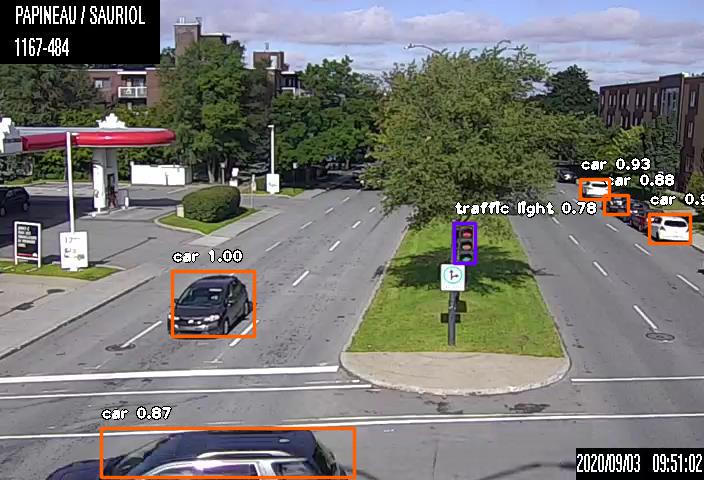 PAPINEAU / SAURIOL
1167-484
car 0.93
car 0.88
car 0.9
traffic light 0.78
car 1.00
car 0.87
2020/09/03 09:51:02